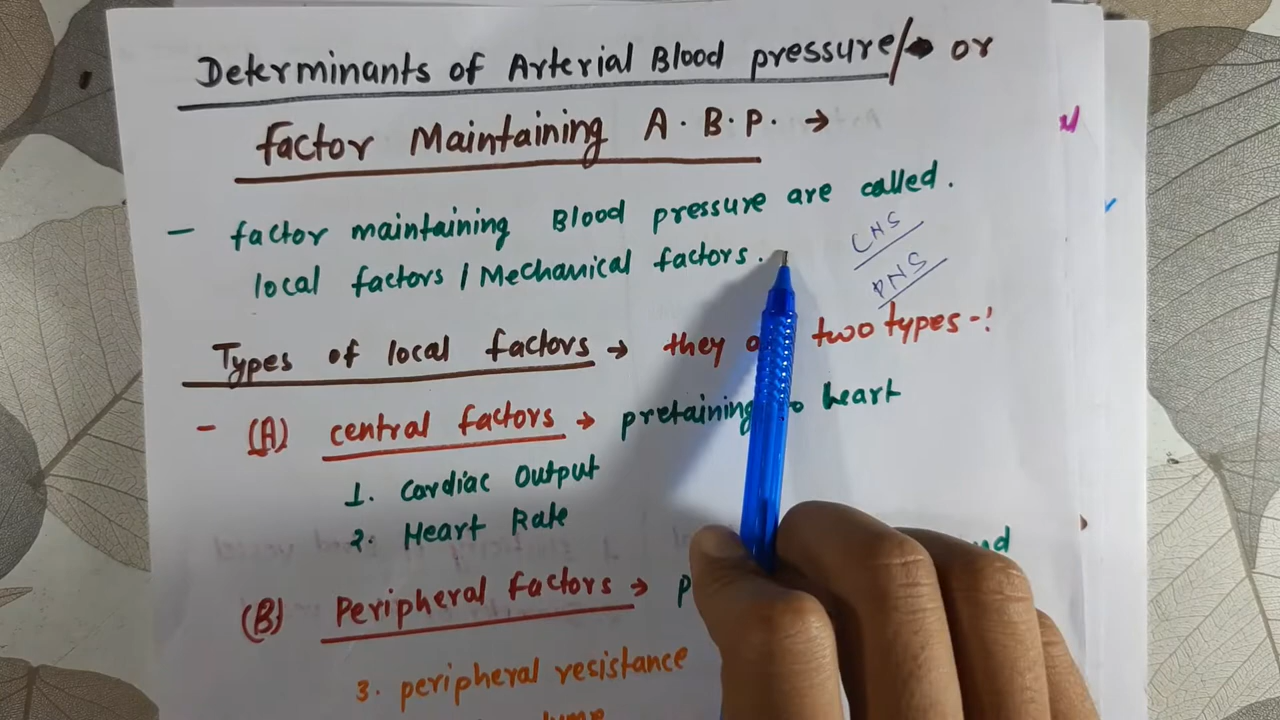 Determinants of Arterial Blood pressure/→ or
factor Maintaining A.B.P. →
- factor maintaining Blood pressure are called.
local factors / Mechanical factors.
CNS
PNS
Types of local factors → they two types -:
- (A) central factors → pretaining heart
1. Cardiac Output
2. Heart Rate
(B) Peripheral factors →
3. peripheral resistance